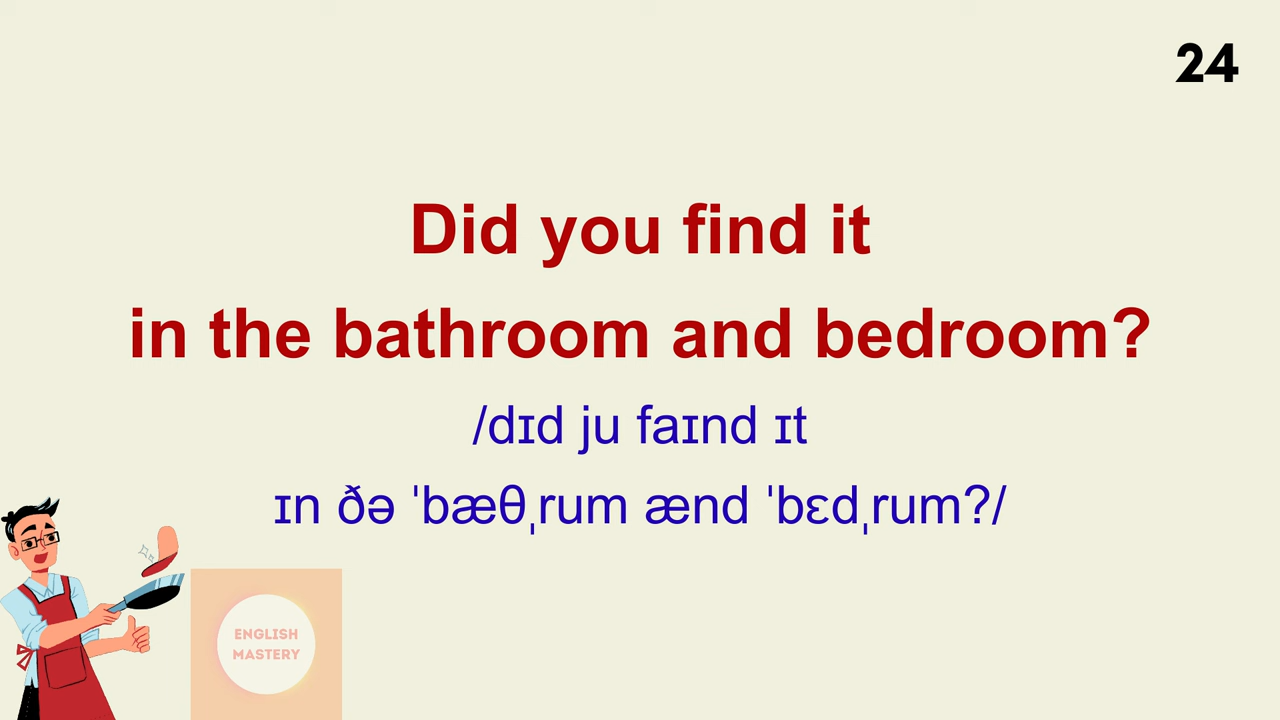 24
Did you find it
in the bathroom and bedroom?
/dɪd ju faɪnd ɪt
ɪn ðə ˈbæθˌrum ænd ˈbɛdˌrum?/
ENGLISH
MASTERY